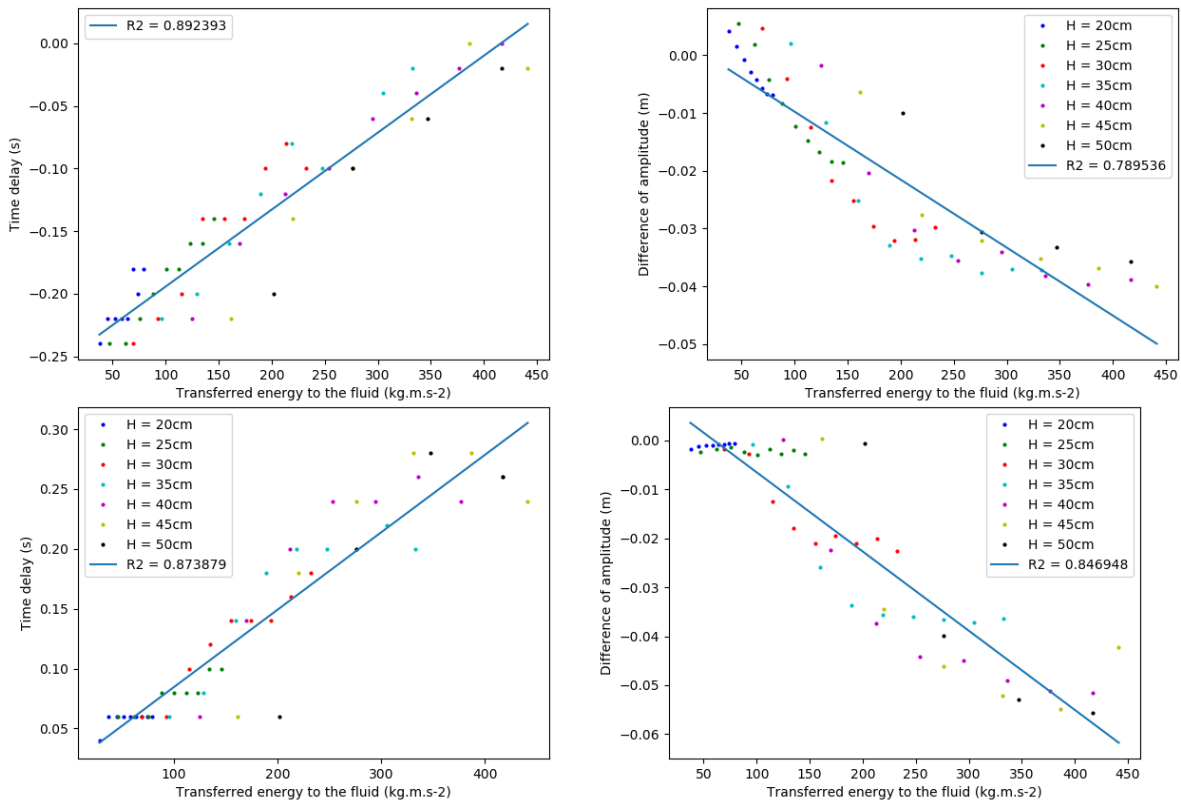 R2 = 0.892393
0.00
−0.05
−0.10
−0.15
−0.20
−0.25
Time delay (s)
50 100 150 200 250 300 350 400 450
Transferred energy to the fluid (kg.m.s-2)
H = 20cm
H = 25cm
H = 30cm
H = 35cm
H = 40cm
H = 45cm
H = 50cm
R2 = 0.789536
0.00
−0.01
−0.02
−0.03
−0.04
−0.05
Difference of amplitude (m)
50 100 150 200 250 300 350 400 450
Transferred energy to the fluid (kg.m.s-2)
H = 20cm
H = 25cm
H = 30cm
H = 35cm
H = 40cm
H = 45cm
H = 50cm
R2 = 0.873879
0.30
0.25
0.20
0.15
0.10
0.05
Time delay (s)
100 200 300 400
Transferred energy to the fluid (kg.m.s-2)
H = 20cm
H = 25cm
H = 30cm
H = 35cm
H = 40cm
H = 45cm
H = 50cm
R2 = 0.846948
0.00
−0.01
−0.02
−0.03
−0.04
−0.05
−0.06
Difference of amplitude (m)
50 100 150 200 250 300 350 400 450
Transferred energy to the fluid (kg.m.s-2)